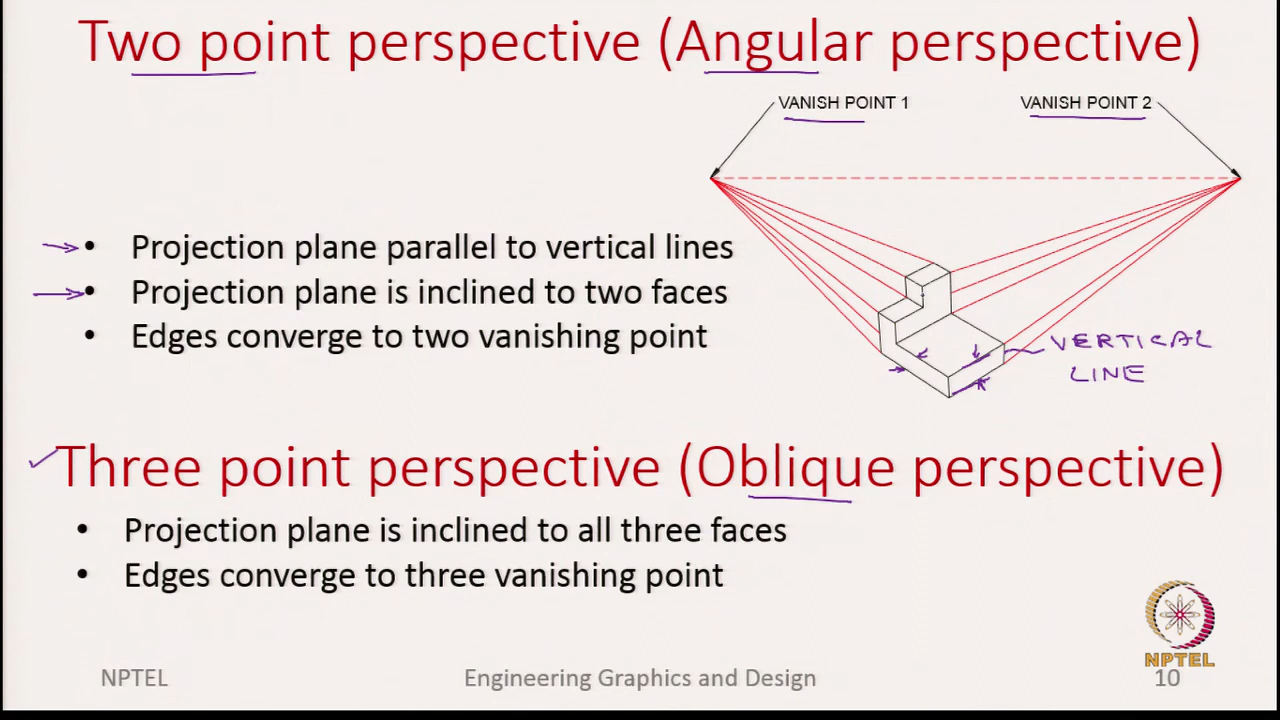 Two point perspective (Angular perspective)
VANISH POINT 1
VANISH POINT 2
• Projection plane parallel to vertical lines
• Projection plane is inclined to two faces
• Edges converge to two vanishing point
VERTICAL
LINE
Three point perspective (Oblique perspective)
• Projection plane is inclined to all three faces
• Edges converge to three vanishing point
NPTEL
NPTEL
Engineering Graphics and Design
10